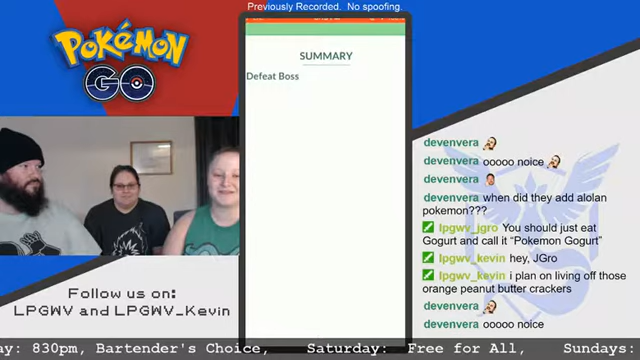 Previously Recorded. No spoofing.
POKÉMON
GO
SUMMARY
Defeat Boss
devenvera
devenvera ooooo noice
devenvera
devenvera when did they add alolan
pokemon???
lpgwv_jgro You should just eat
Gogurt and call it “Pokemon Gogurt”
lpgwv_kevin hey, JGro
lpgwv_kevin i plan on living off those
orange peanut butter crackers
devenvera
devenvera ooooo noice
Follow us on:
LPGWV and LPGWV_Kevin
ay: 830pm, Bartender's Choice, Saturday: Free for All, Sundays: